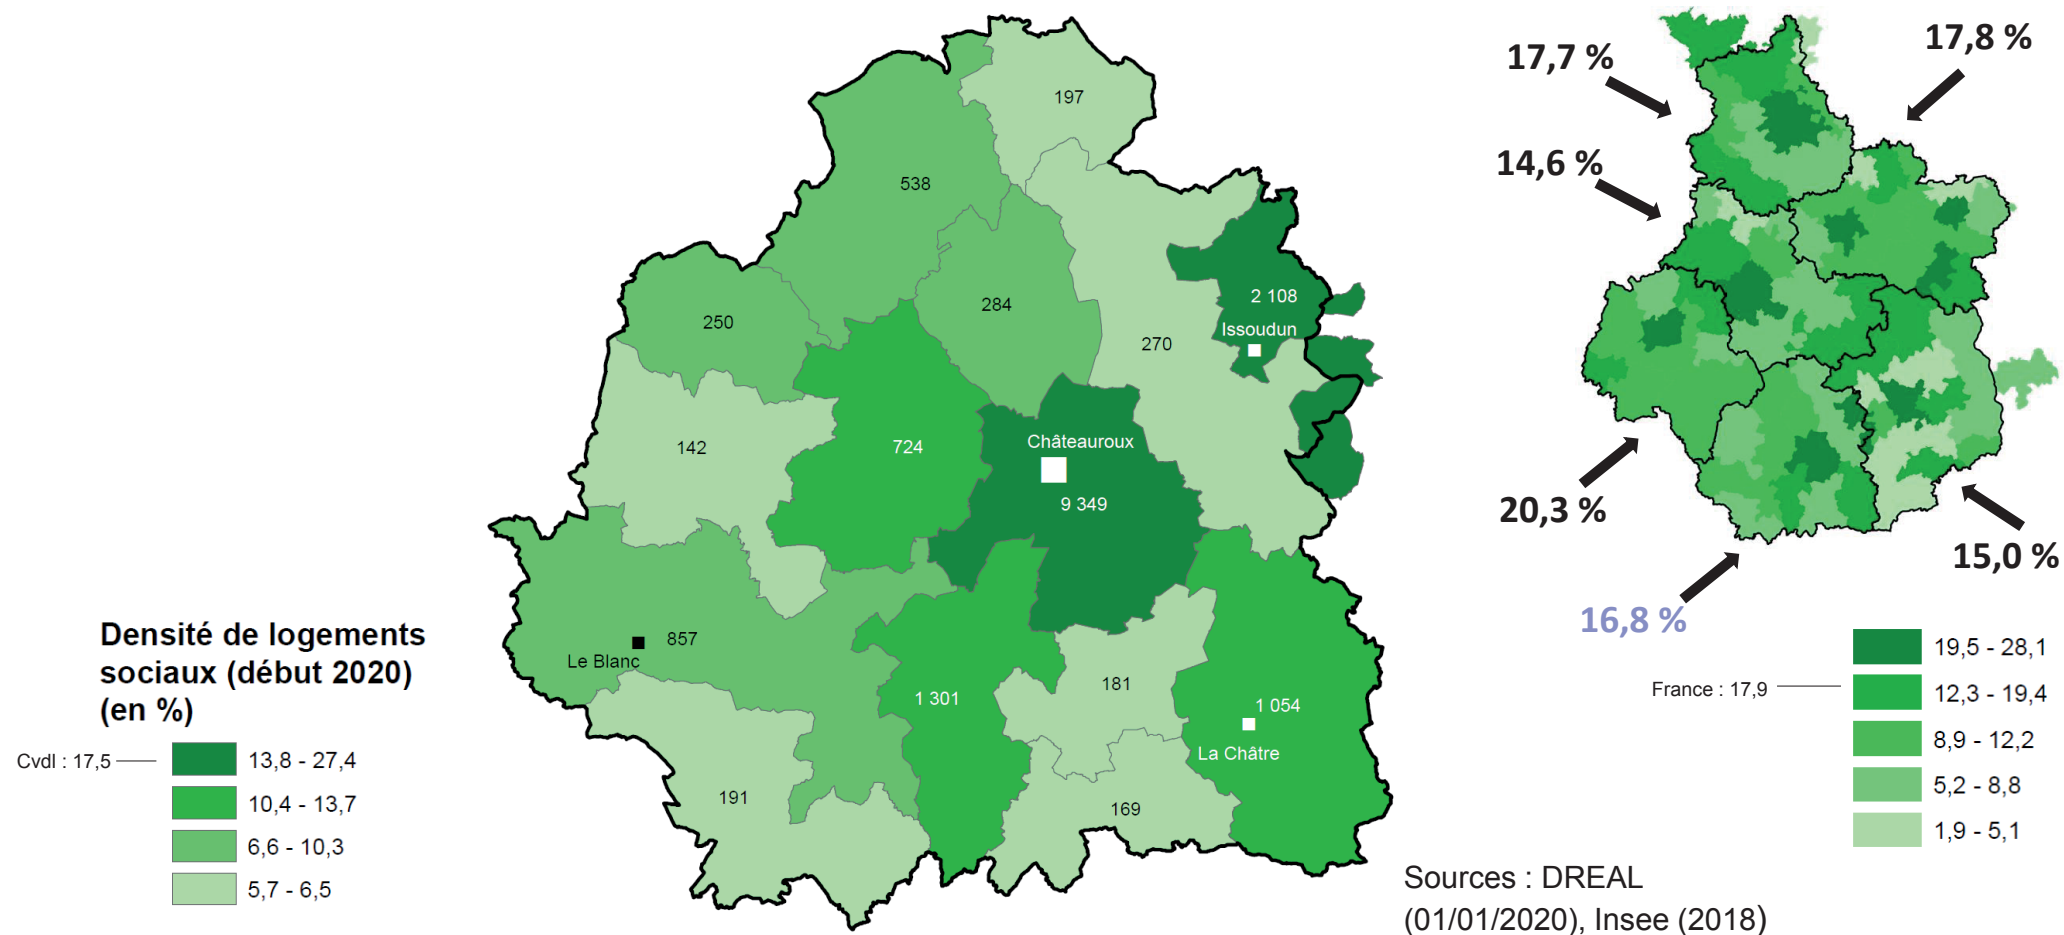 197
538
250
284
2 108
Issoudun
270
142
724
Châteauroux
9 349
857
Le Blanc
1 301
181
1 054
La Châtre
191
169
Densité de logements
sociaux (début 2020)
(en %)
Cvdl : 17,5
13,8 - 27,4
10,4 - 13,7
6,6 - 10,3
5,7 - 6,5
17,7 %
17,8 %
14,6 %
20,3 %
15,0 %
16,8 %
France : 17,9
19,5 - 28,1
12,3 - 19,4
8,9 - 12,2
5,2 - 8,8
1,9 - 5,1
Sources : DREAL
(01/01/2020), Insee (2018)